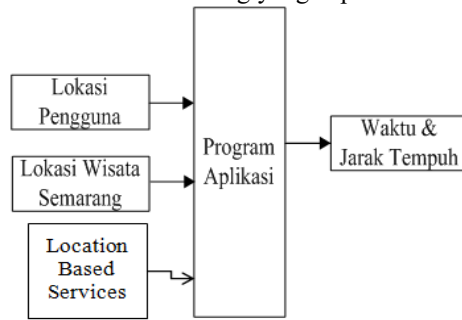 Lokasi
Pengguna
Lokasi Wisata
Semarang
Location
Based
Services
Program
Aplikasi
Waktu &
Jarak Tempuh